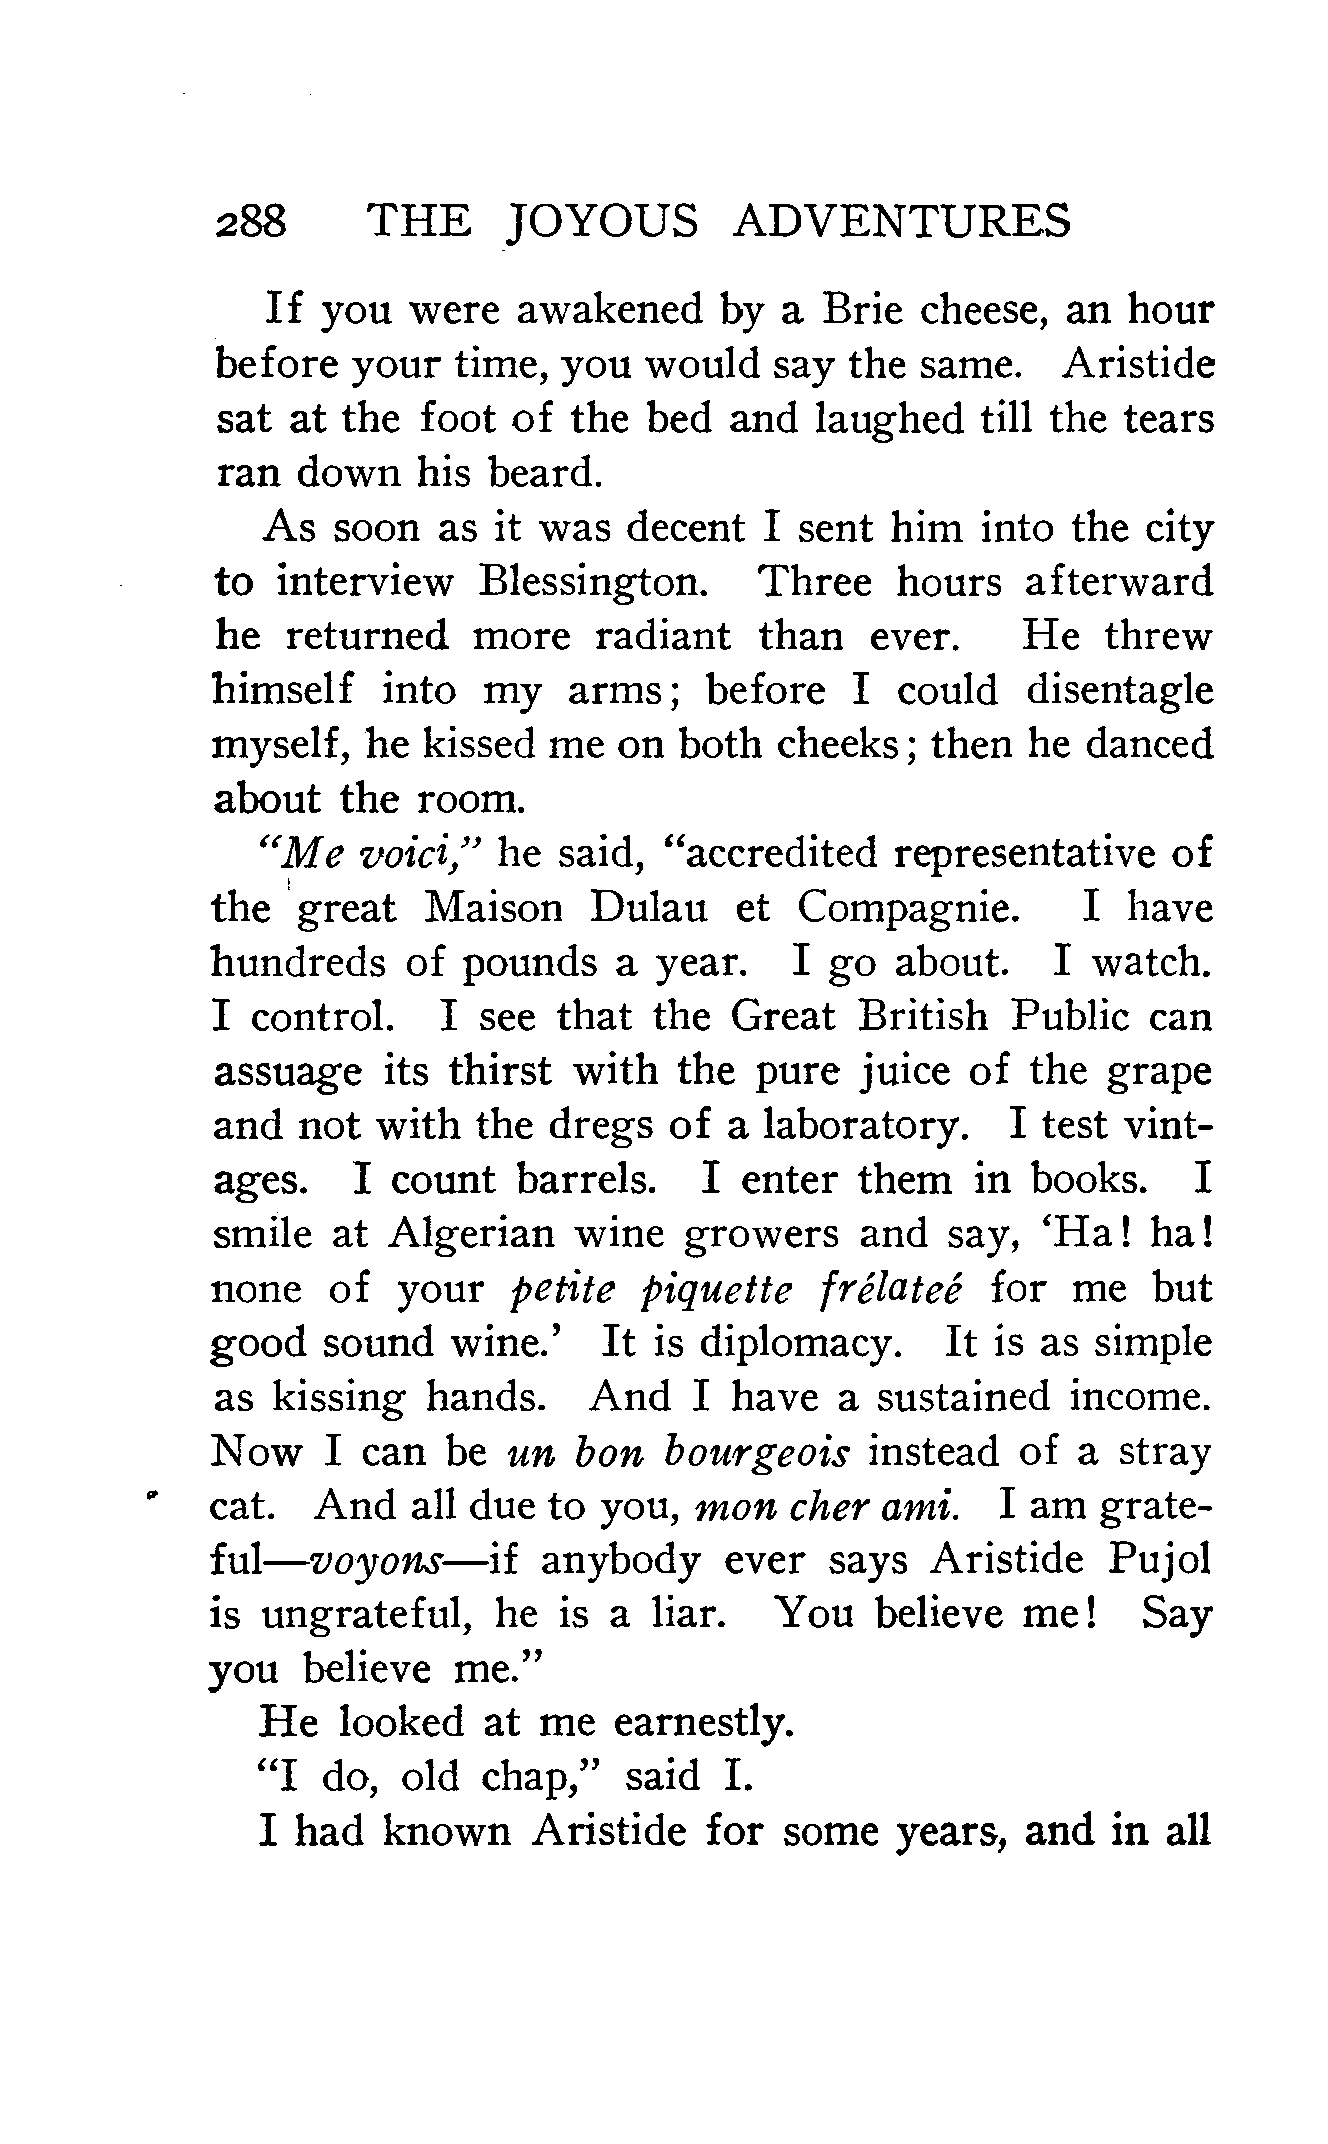 288 THE JOYOUS ADVENTURES
If you were awakened by a Brie cheese, an hour
before your time, you would say the same. Aristide
sat at the foot of the bed and laughed till the tears
ran down his beard.
As soon as it was decent I sent him into the city
to interview Blessington. Three hours afterward
he returned more radiant than ever. He threw
himself into my arms; before I could disentagle
myself, he kissed me on both cheeks; then he danced
about the room.
"Me voici," he said, "accredited representative of
the great Maison Dulau et Compagnie. I have
hundreds of pounds a year. I go about. I watch.
I control. I see that the Great British Public can
assuage its thirst with the pure juice of the grape
and not with the dregs of a laboratory. I test vint-
ages. I count barrels. I enter them in books. I
smile at Algerian wine growers and say, 'Ha! ha!
none of your petite piquette frélateé for me but
good sound wine.' It is diplomacy. It is as simple
as kissing hands. And I have a sustained income.
Now I can be un bon bourgeois instead of a stray
cat. And all due to you, mon cher ami. I am grate-
ful—voyons—if anybody ever says Aristide Pujol
is ungrateful, he is a liar. You believe me! Say
you believe me."
He looked at me earnestly.
"I do, old chap," said I.
I had known Aristide for some years, and in all